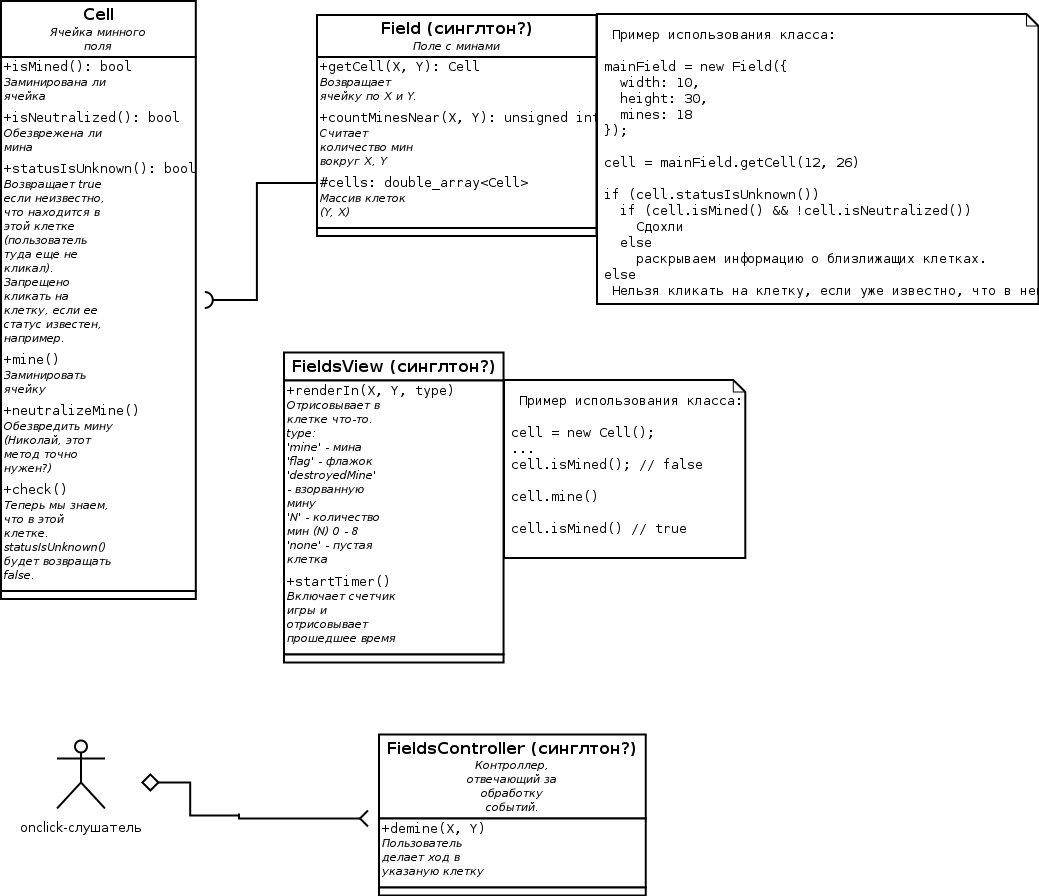 Cell
Ячейка минного
поля
+isMined(): bool
Заминирована ли
ячейка
+isNeutralized(): bool
Обезврежена ли
мина
+statusIsUnknown(): bool
Возвращает true
если неизвестно,
что находится в
этой клетке
(пользователь
туда еще не
кликал).
Запрещено
кликать на
клетку, если ее
статус известен,
например.
+mine()
Заминировать
ячейку
+neutralizeMine()
Обезвредить мину
(Николай, этот
метод точно
нужен?)
+check()
Теперь мы знаем,
что в этой
клетке.
statusIsUnknown()
будет возвращать
false.
Field (синглтон?)
Поле с минами
+getCell(X, Y): Cell
Возвращает
ячейку по X и Y.
+countMinesNear(X, Y): unsigned int
Считает
количество мин
вокруг X, Y
#cells: double_array<Cell>
Массив клеток
(Y, X)
Пример использования класса:
mainField = new Field({
width: 10,
height: 30,
mines: 18
});
cell = mainField.getCell(12, 26)
if (cell.statusIsUnknown())
if (cell.isMined() && !cell.isNeutralized())
Сдохли
else
раскрываем информацию о близлижащих клетках.
else
Нельзя кликать на клетку, если уже известно, что в
FieldsView (синглтон?)
+renderIn(X, Y, type)
Отрисовывает в
клетке что-то.
type:
'mine' - мина
'flag' - флажок
'destroyedMine'
- взорванную
мину
'N' - количество
мин (N) 0 - 8
'none' - пустая
клетка
+startTimer()
Включает счетчик
игры и
отрисовывает
прошедшее время
Пример использования класса:
cell = new Cell();
...
cell.isMined(); // false
cell.mine()
cell.isMined() // true
onclick-слушатель
FieldsController (синглтон?)
Контроллер,
отвечающий за
обработку
событий.
+demine(X, Y)
Пользователь
делает ход в
указаную клетку